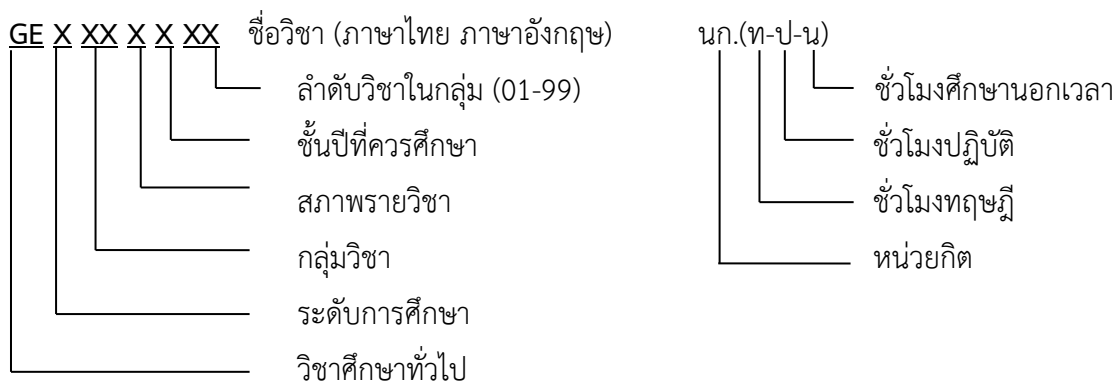 GE X XX X X XX ชื่อวิชา (ภาษาไทย ภาษาอังกฤษ) นก.(ท-ป-น)
ลำดับวิชาในกลุ่ม (01-99) ชั่วโมงศึกษานอกเวลา
ชั้นปีที่ควรศึกษา ชั่วโมงปฏิบัติ
สภาพรายวิชา ชั่วโมงทฤษฎี
กลุ่มวิชา หน่วยกิต
ระดับการศึกษา
วิชาศึกษาทั่วไป